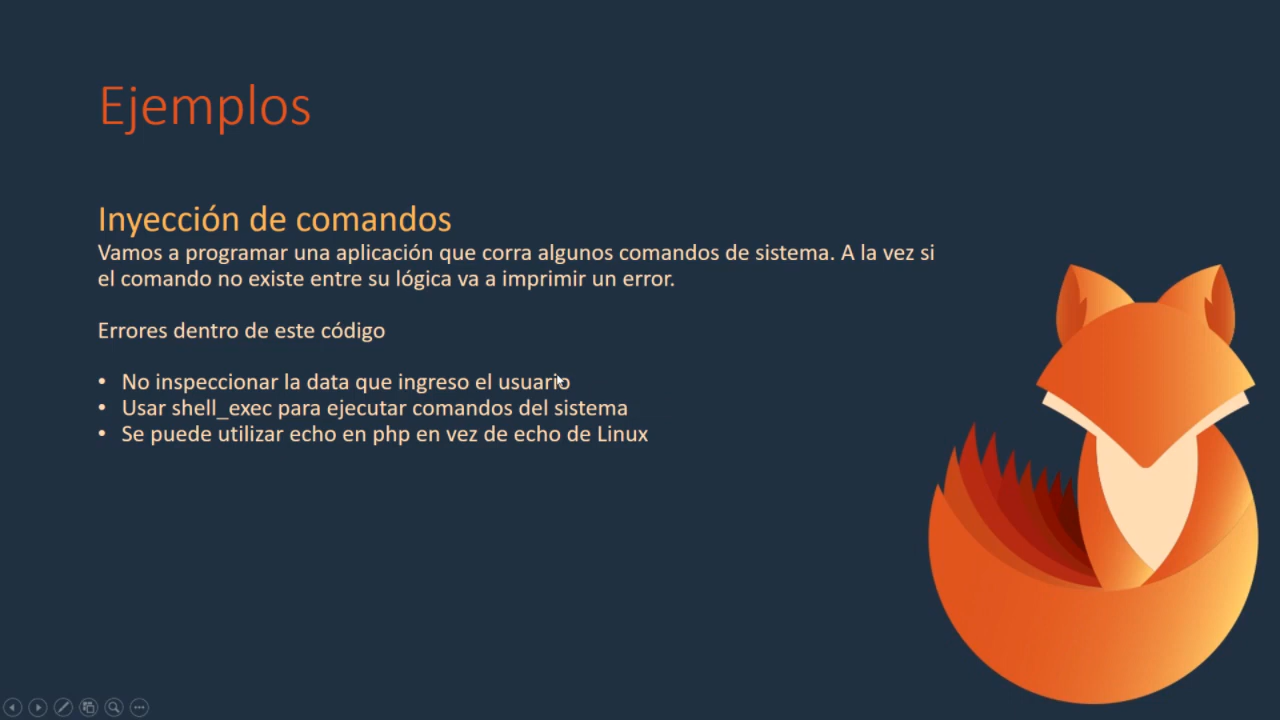 Ejemplos
Inyección de comandos
Vamos a programar una aplicación que corra algunos comandos de sistema. A la vez si
el comando no existe entre su lógica va a imprimir un error.
Errores dentro de este código
• No inspeccionar la data que ingreso el usuario
• Usar shell_exec para ejecutar comandos del sistema
• Se puede utilizar echo en php en vez de echo de Linux